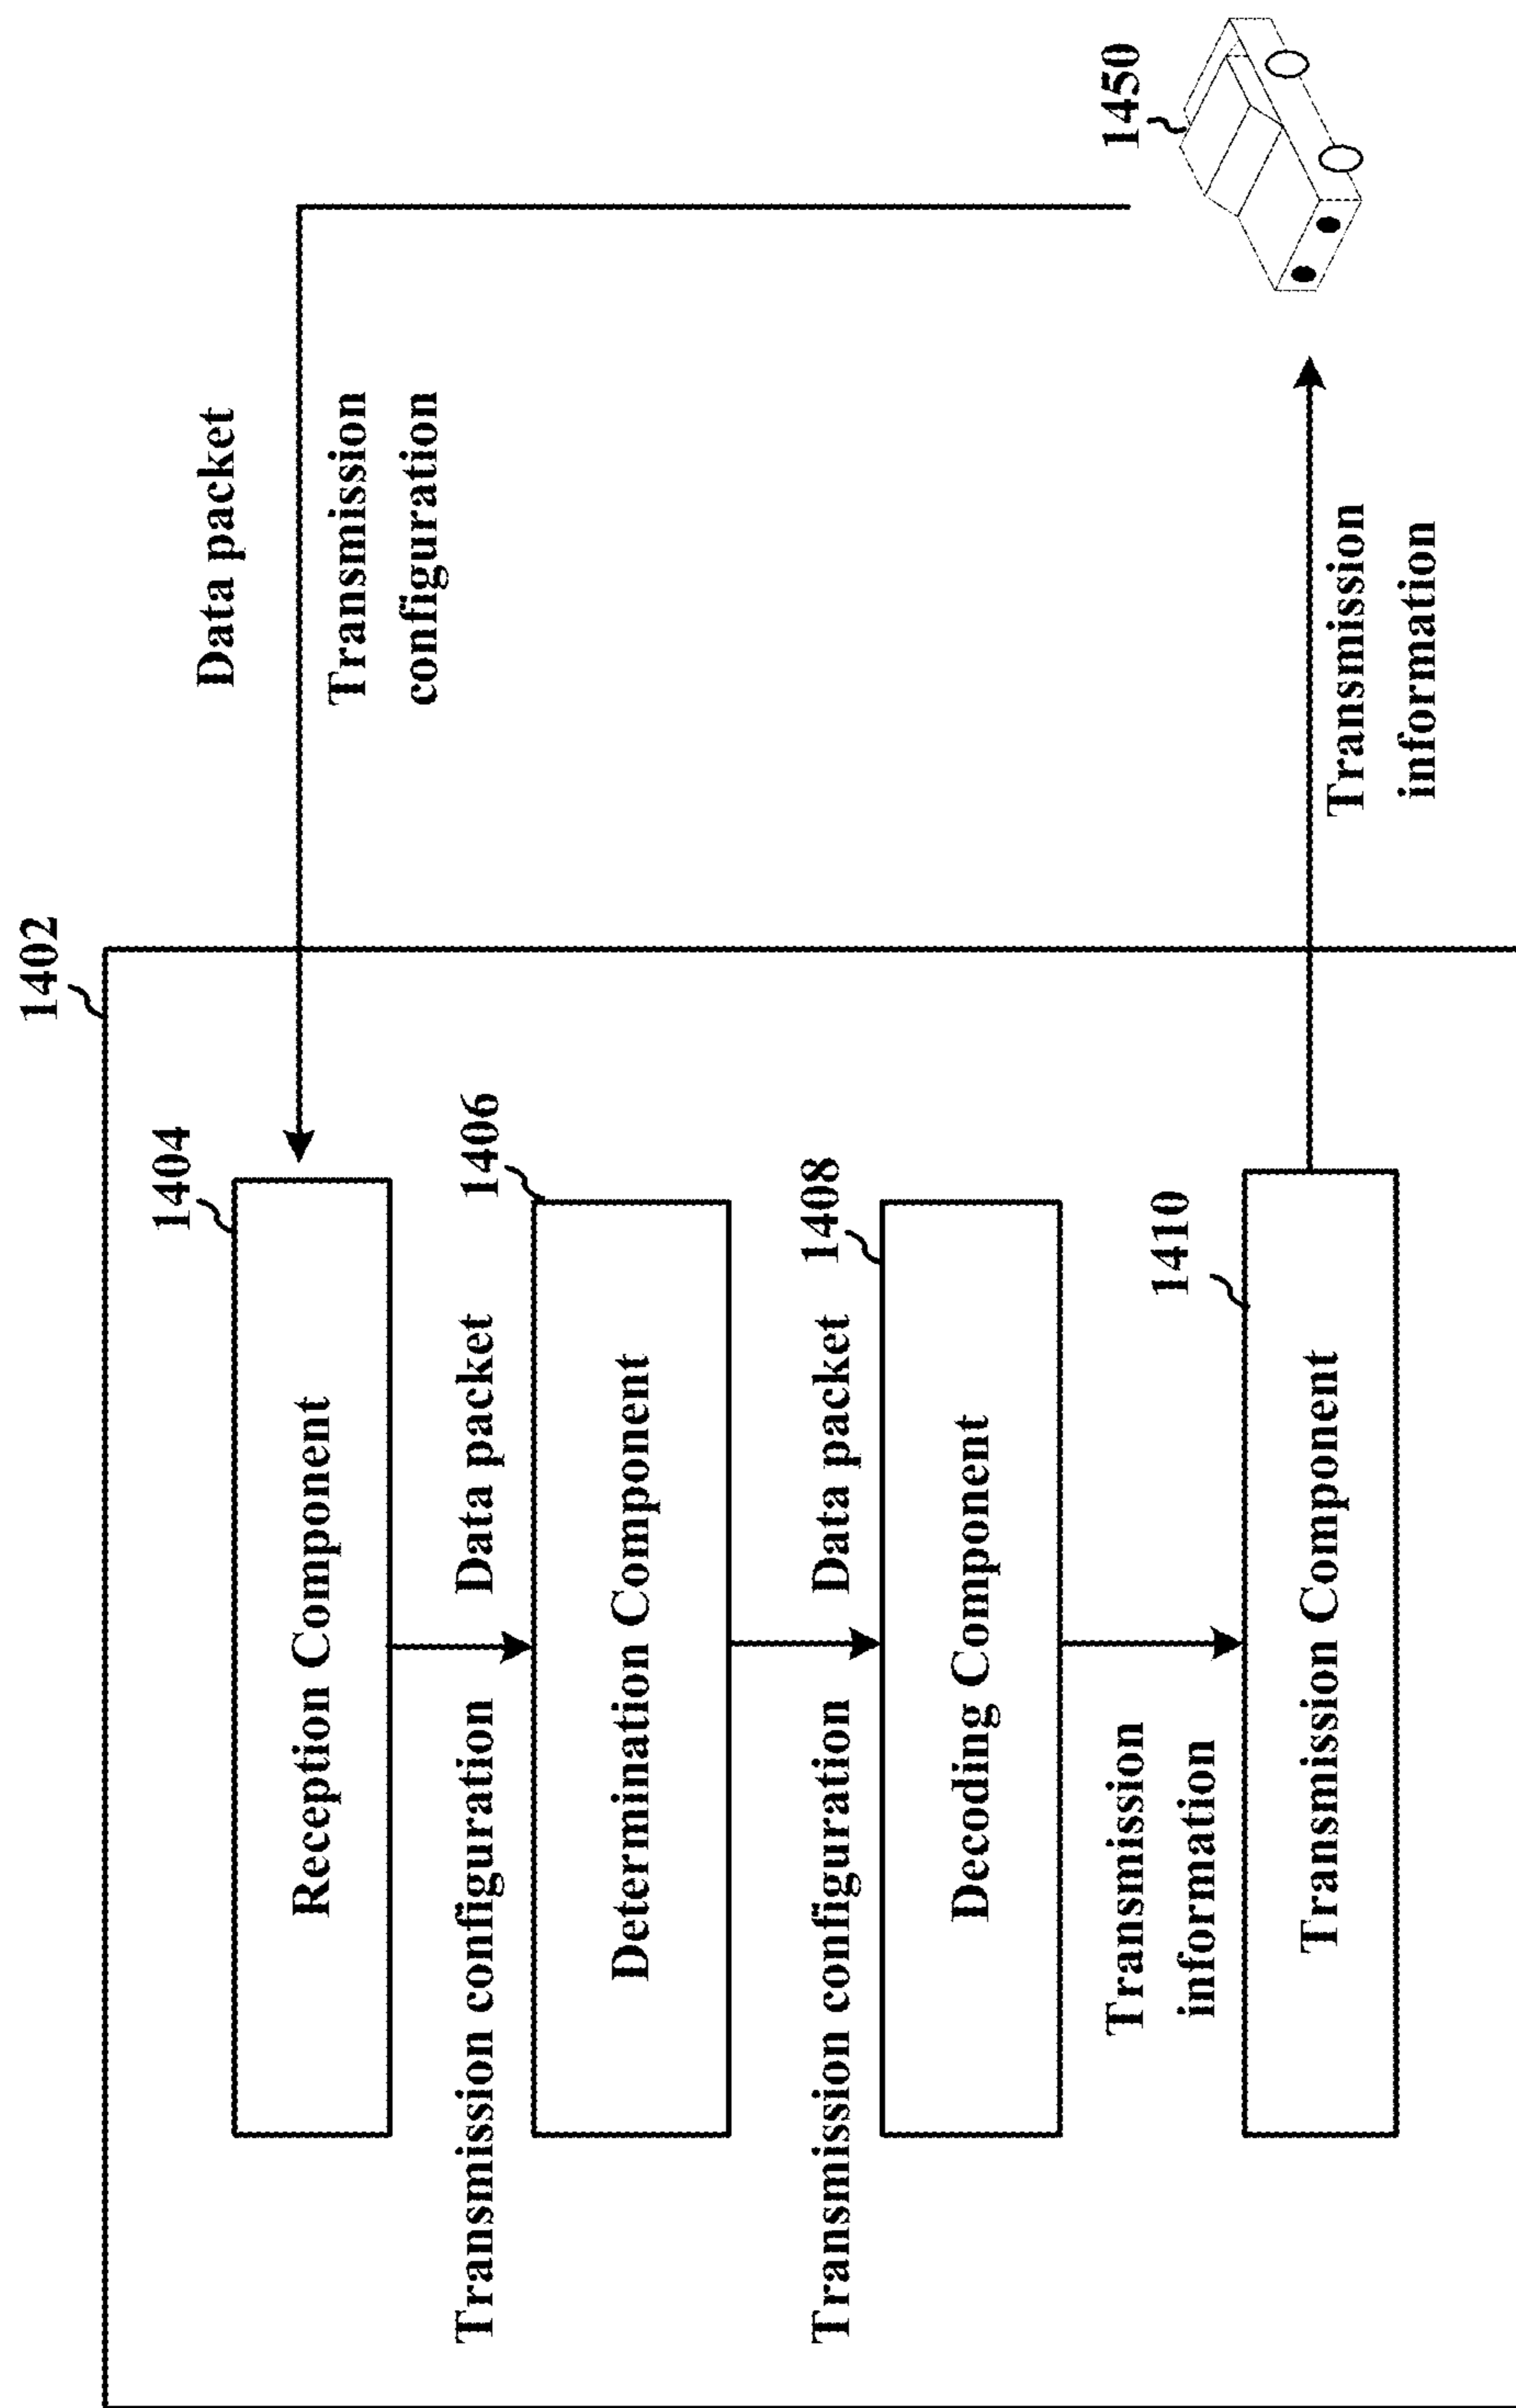 1402
1404
Reception Component
Data packet
Transmission
configuration
Transmission configuration
Data packet
1406
Determination Component
Transmission configuration
Data packet
1408
Decoding Component
1450
Transmission
information
1410
Transmission Component
Transmission
information